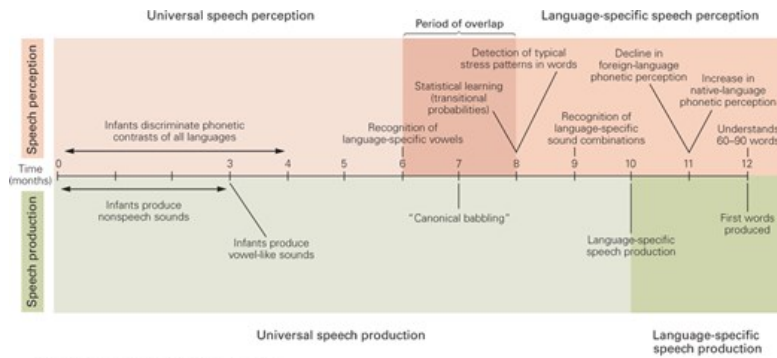 Universal speech perception
Language-specific speech perception
Period of overlap
Speech perception
Detection of typical
stress patterns in words
Decline in
foreign-language
phonetic perception
Statistical learning
(transitional
probabilities)
Increase in
native-language
phonetic perception
Infants discriminate phonetic
contrasts of all languages
Recognition of
language-specific vowels
Recognition of
language-specific
sound combinations
Understands
60–90 words
Time
(months)
0 1 2 3 4 5 6 7 8 9 10 11 12
Speech production
Infants produce
nonspeech sounds
Infants produce
vowel-like sounds
"Canonical babbling"
Language-specific
speech production
First words
produced
Universal speech production
Language-specific
speech production